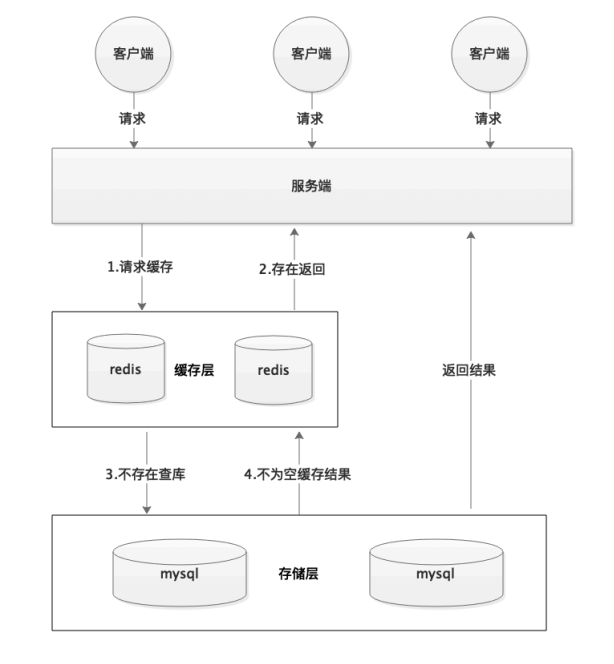 客户端 客户端 客户端
请求 请求 请求
服务端
1.请求缓存 2.存在返回
redis 缓存层 redis
返回结果
3.不存在查库 4.不为空缓存结果
mysql 存储层 mysql